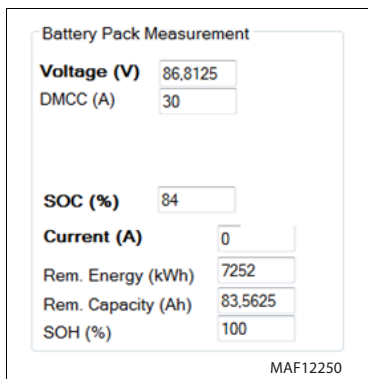 Battery Pack Measurement
Voltage (V) 86,8125
DMCC (A) 30
SOC (%) 84
Current (A) 0
Rem. Energy (kWh) 7252
Rem. Capacity (Ah) 83,5625
SOH (%) 100
MAF12250